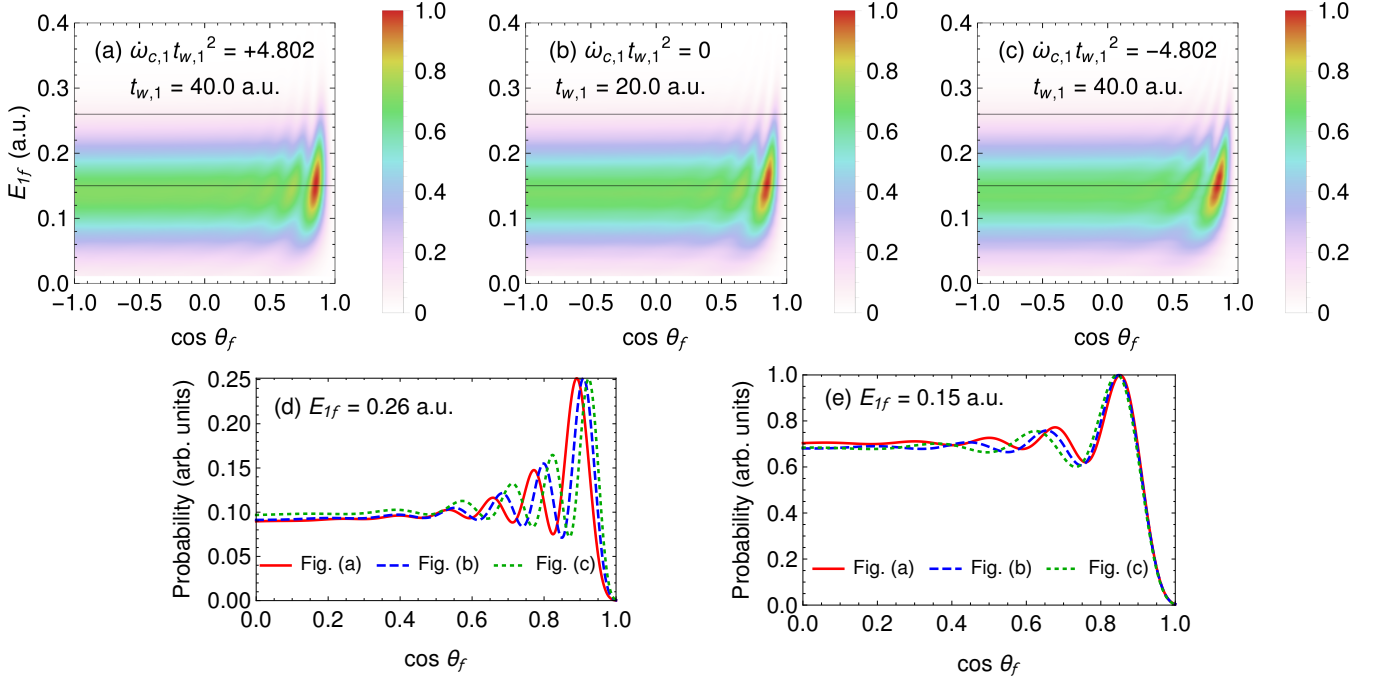 (a) ω̇c,1 tw,1² = +4.802
tw,1 = 40.0 a.u.
E1f (a.u.)
0.4
0.3
0.2
0.1
0.0
−1.0 −0.5 0.0 0.5 1.0
cos θf
1.0
0.8
0.6
0.4
0.2
0
(b) ω̇c,1 tw,1² = 0
tw,1 = 20.0 a.u.
0.4
0.3
0.2
0.1
0.0
−1.0 −0.5 0.0 0.5 1.0
cos θf
1.0
0.8
0.6
0.4
0.2
0
(c) ω̇c,1 tw,1² = −4.802
tw,1 = 40.0 a.u.
0.4
0.3
0.2
0.1
0.0
−1.0 −0.5 0.0 0.5 1.0
cos θf
1.0
0.8
0.6
0.4
0.2
0
(d) E1f = 0.26 a.u.
Probability (arb. units)
0.25
0.20
0.15
0.10
0.05
0.00
Fig. (a) Fig. (b) Fig. (c)
0.0 0.2 0.4 0.6 0.8 1.0
cos θf
(e) E1f = 0.15 a.u.
Probability (arb. units)
1.0
0.8
0.6
0.4
0.2
0.0
Fig. (a) Fig. (b) Fig. (c)
0.0 0.2 0.4 0.6 0.8 1.0
cos θf